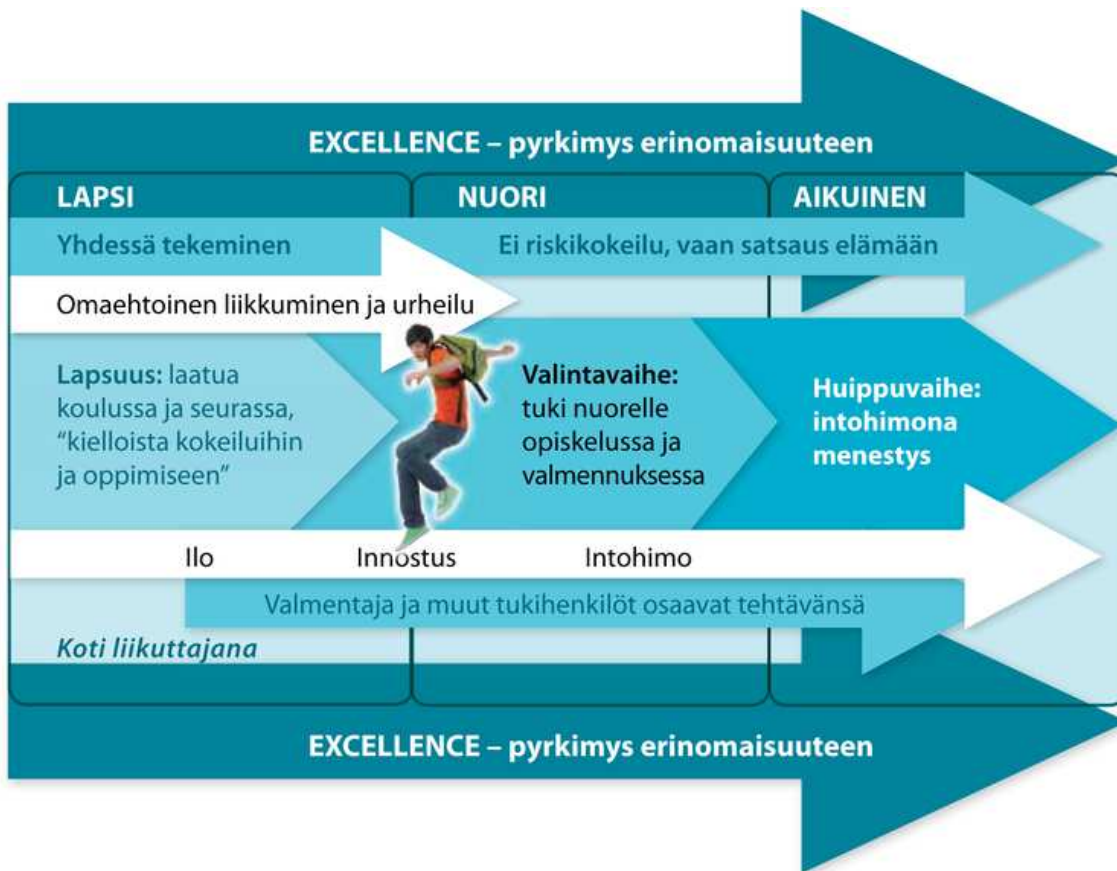 EXCELLENCE – pyrkimys erinomaisuuteen
LAPSI
NUORI
AIKUINEN
Yhdessä tekeminen
Ei riskikokeilu, vaan satsaus elämään
Omaehtoinen liikkuminen ja urheilu
Lapsuus: laatua
koulussa ja seurassa,
“kielloista kokeiluihin
ja oppimiseen”
Valintavaihe:
tuki nuorelle
opiskelussa ja
valmennuksessa
Huippuvaihe:
intohimona
menestys
Ilo
Innostus
Intohimo
Valmentaja ja muut tukihenkilöt osaavat tehtävänsä
Koti liikuttajana
EXCELLENCE – pyrkimys erinomaisuuteen